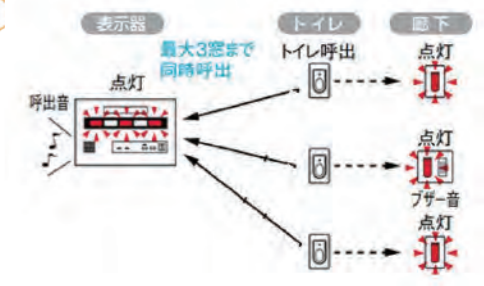 表示器
トイレ
廊下
最大3窓まで
同時呼出
トイレ呼出
点灯
点灯
呼出音
点灯
ブザー音
点灯